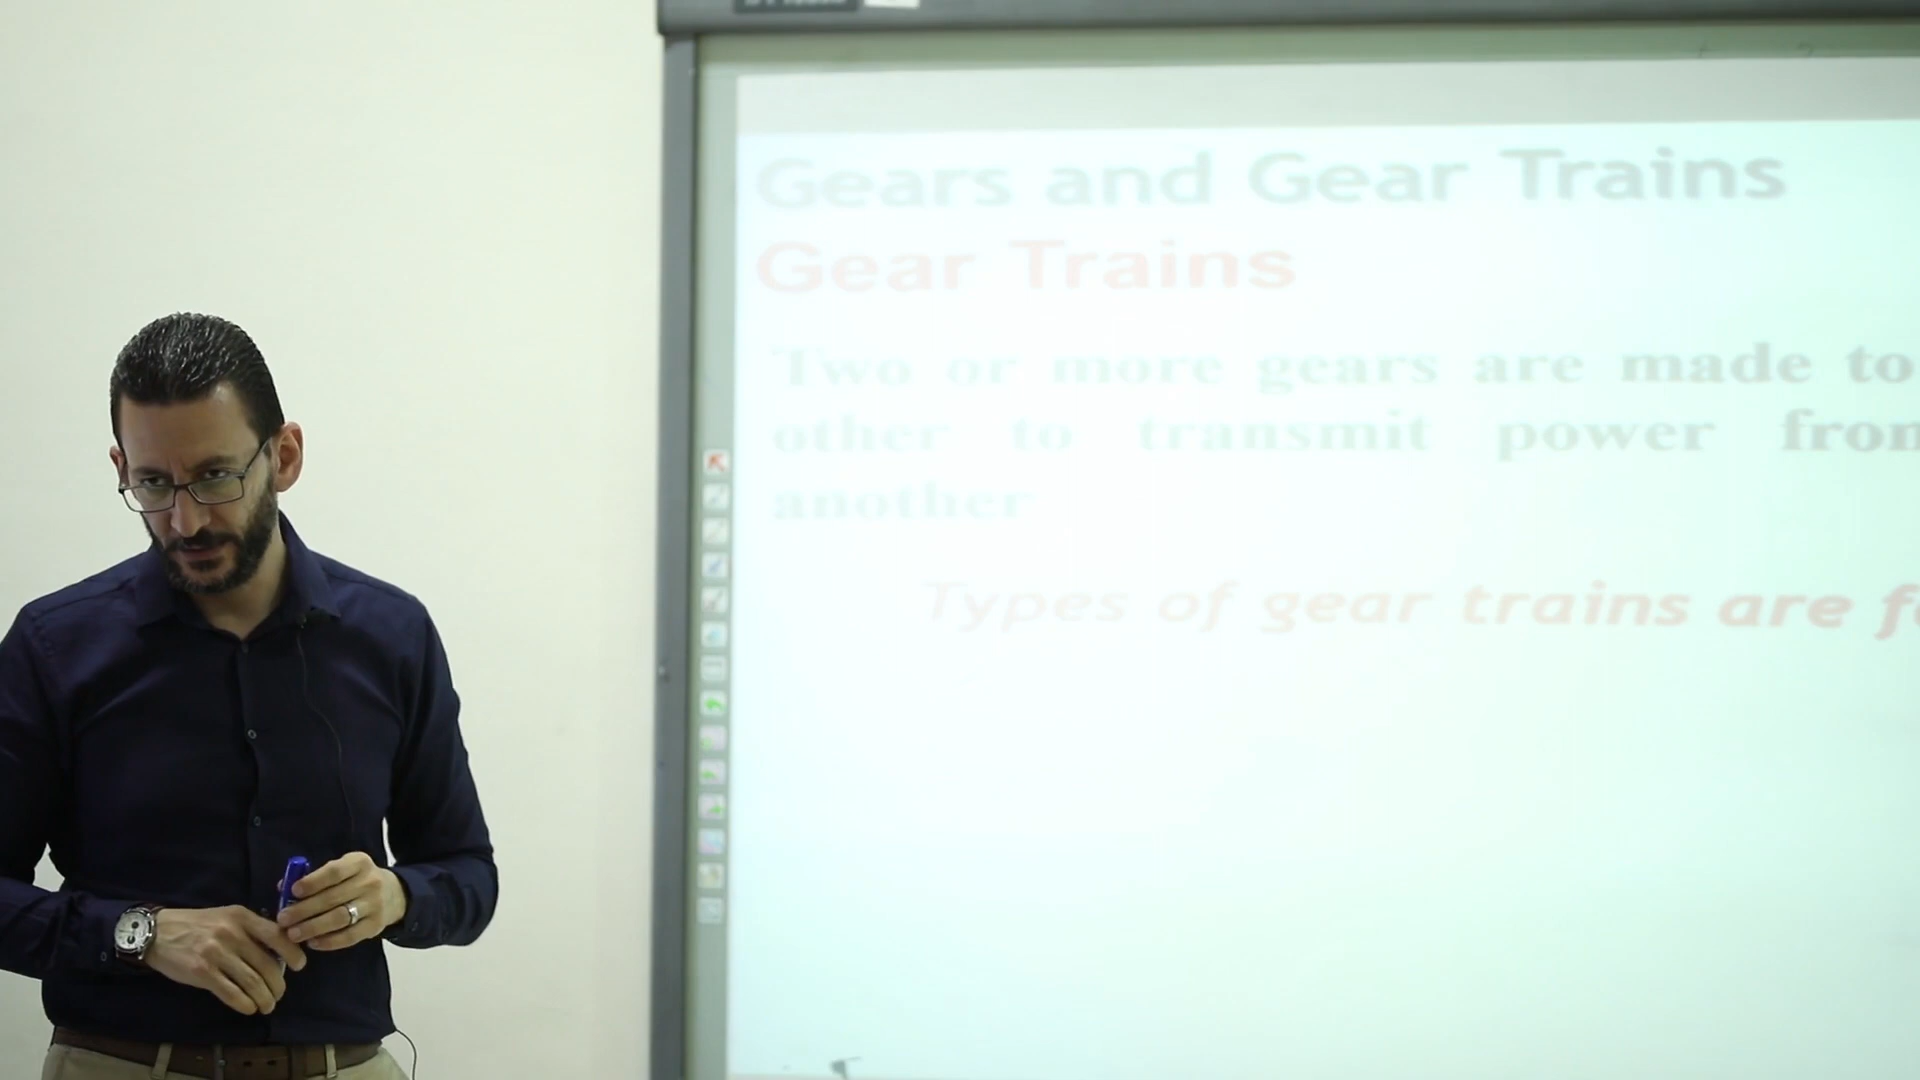 Gears and Gear Trains
Gear Trains
Two or more gears are made to
other to transmit power from
another
Types of gear trains are